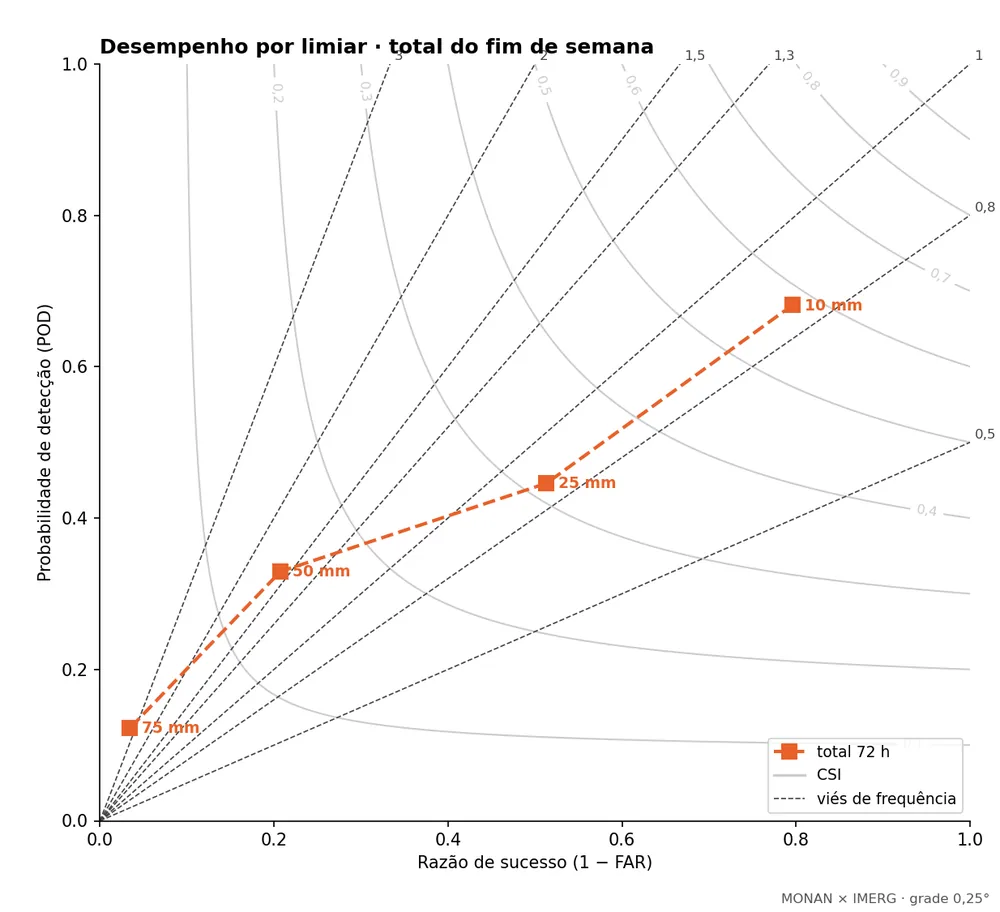 Desempenho por limiar · total do fim de semana
3
2
1,5
1,3
1
1.0
0,2
0,3
0,5
0,6
0,8
0,9
0.8
0,8
0,7
10 mm
0.6
Probabilidade de detecção (POD)
0,5
25 mm
0.4
0,4
50 mm
0.2
75 mm
total 72 h
CSI
viés de frequência
0.0
0.0
0.2
0.4
0.6
0.8
1.0
Razão de sucesso (1 − FAR)
MONAN × IMERG · grade 0,25°